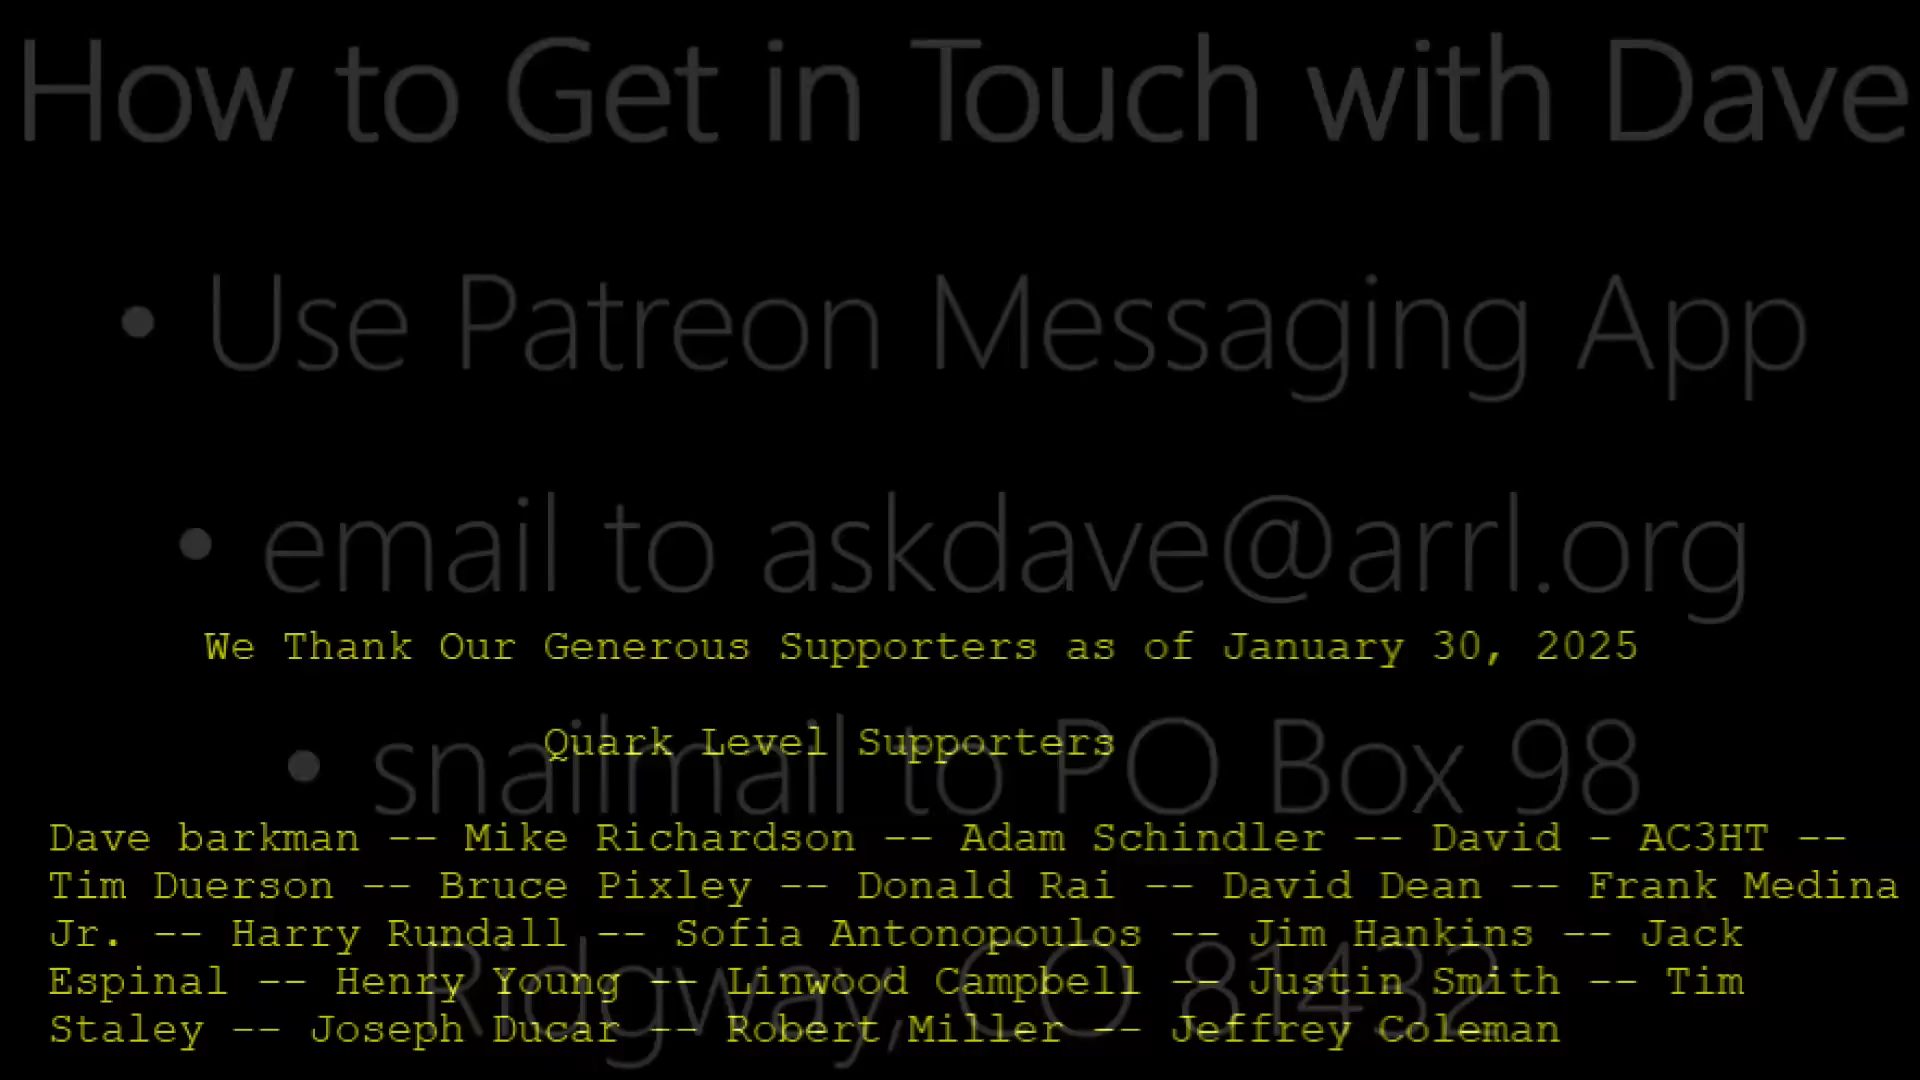 How to Get in Touch with Dave
• Use Patreon Messaging App
• email to askdave@arrl.org
We Thank Our Generous Supporters as of January 30, 2025
Quark Level Supporters
• snailmail to PO Box 98
Dave barkman -- Mike Richardson -- Adam Schindler -- David - AC3HT --
Tim Duerson -- Bruce Pixley -- Donald Rai -- David Dean -- Frank Medina
Jr. -- Harry Rundall -- Sofia Antonopoulos -- Jim Hankins -- Jack
Espinal -- Henry Young -- Linwood Campbell -- Justin Smith -- Tim
Ridgway, CO 81432
Staley -- Joseph Ducar -- Robert Miller -- Jeffrey Coleman